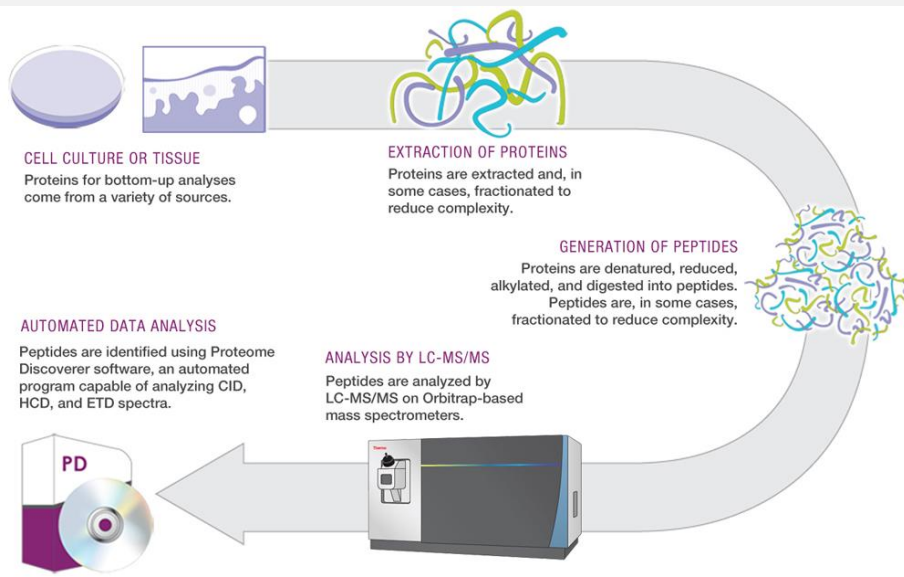 CELL CULTURE OR TISSUE
Proteins for bottom-up analyses
come from a variety of sources.
EXTRACTION OF PROTEINS
Proteins are extracted and, in
some cases, fractionated to
reduce complexity.
GENERATION OF PEPTIDES
Proteins are denatured, reduced,
alkylated, and digested into peptides.
Peptides are, in some cases,
fractionated to reduce complexity.
ANALYSIS BY LC-MS/MS
Peptides are analyzed by
LC-MS/MS on Orbitrap-based
mass spectrometers.
Thermo
AUTOMATED DATA ANALYSIS
Peptides are identified using Proteome
Discoverer software, an automated
program capable of analyzing CID,
HCD, and ETD spectra.
PD